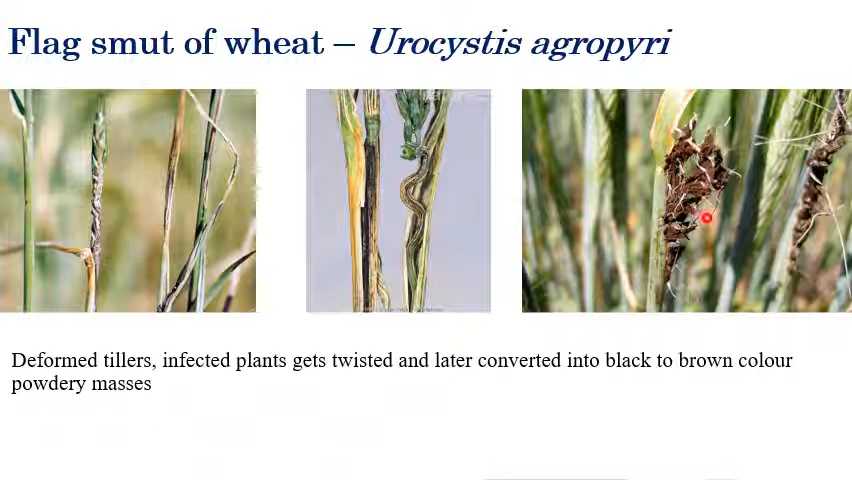 Flag smut of wheat – Urocystis agropyri
Deformed tillers, infected plants gets twisted and later converted into black to brown colour
powdery masses